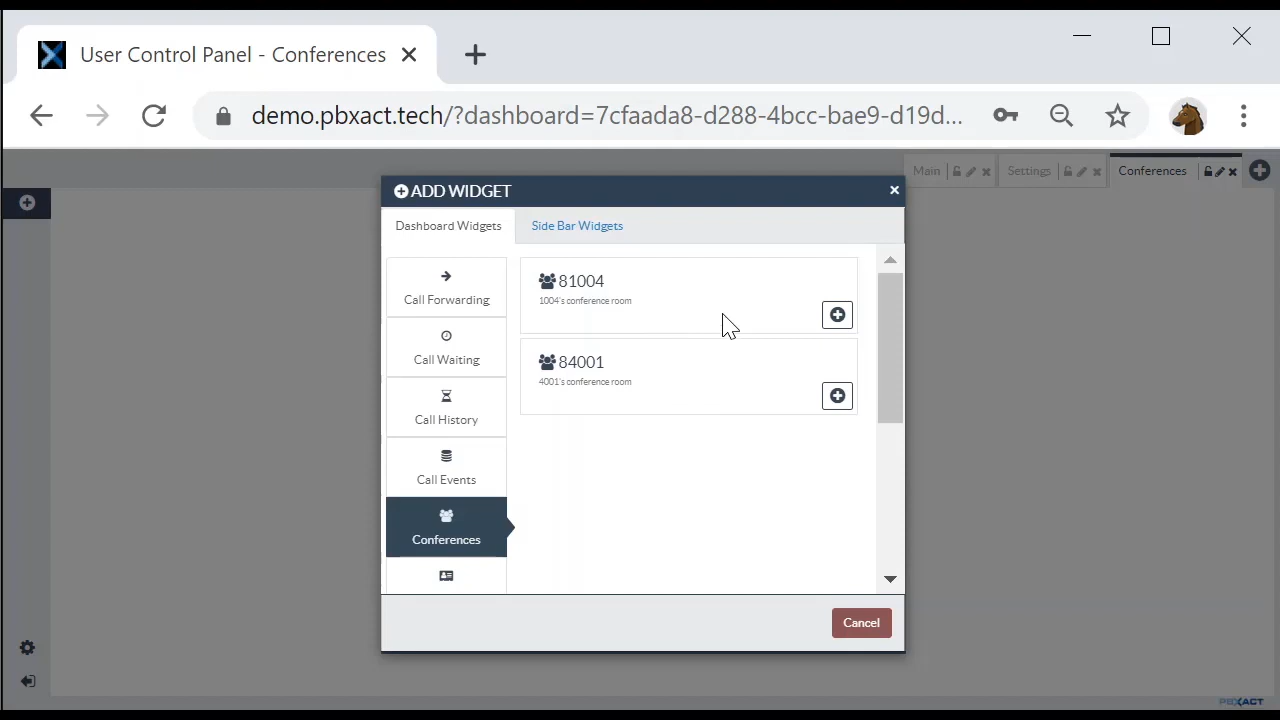 User Control Panel - Conferences
demo.pbxact.tech/?dashboard=7cfaada8-d288-4bcc-bae9-d19d...
Main
Settings
Conferences
ADD WIDGET
Dashboard Widgets
Side Bar Widgets
Call Forwarding
Call Waiting
Call History
Call Events
Conferences
81004
1004's conference room
84001
4001's conference room
Cancel
PBXACT